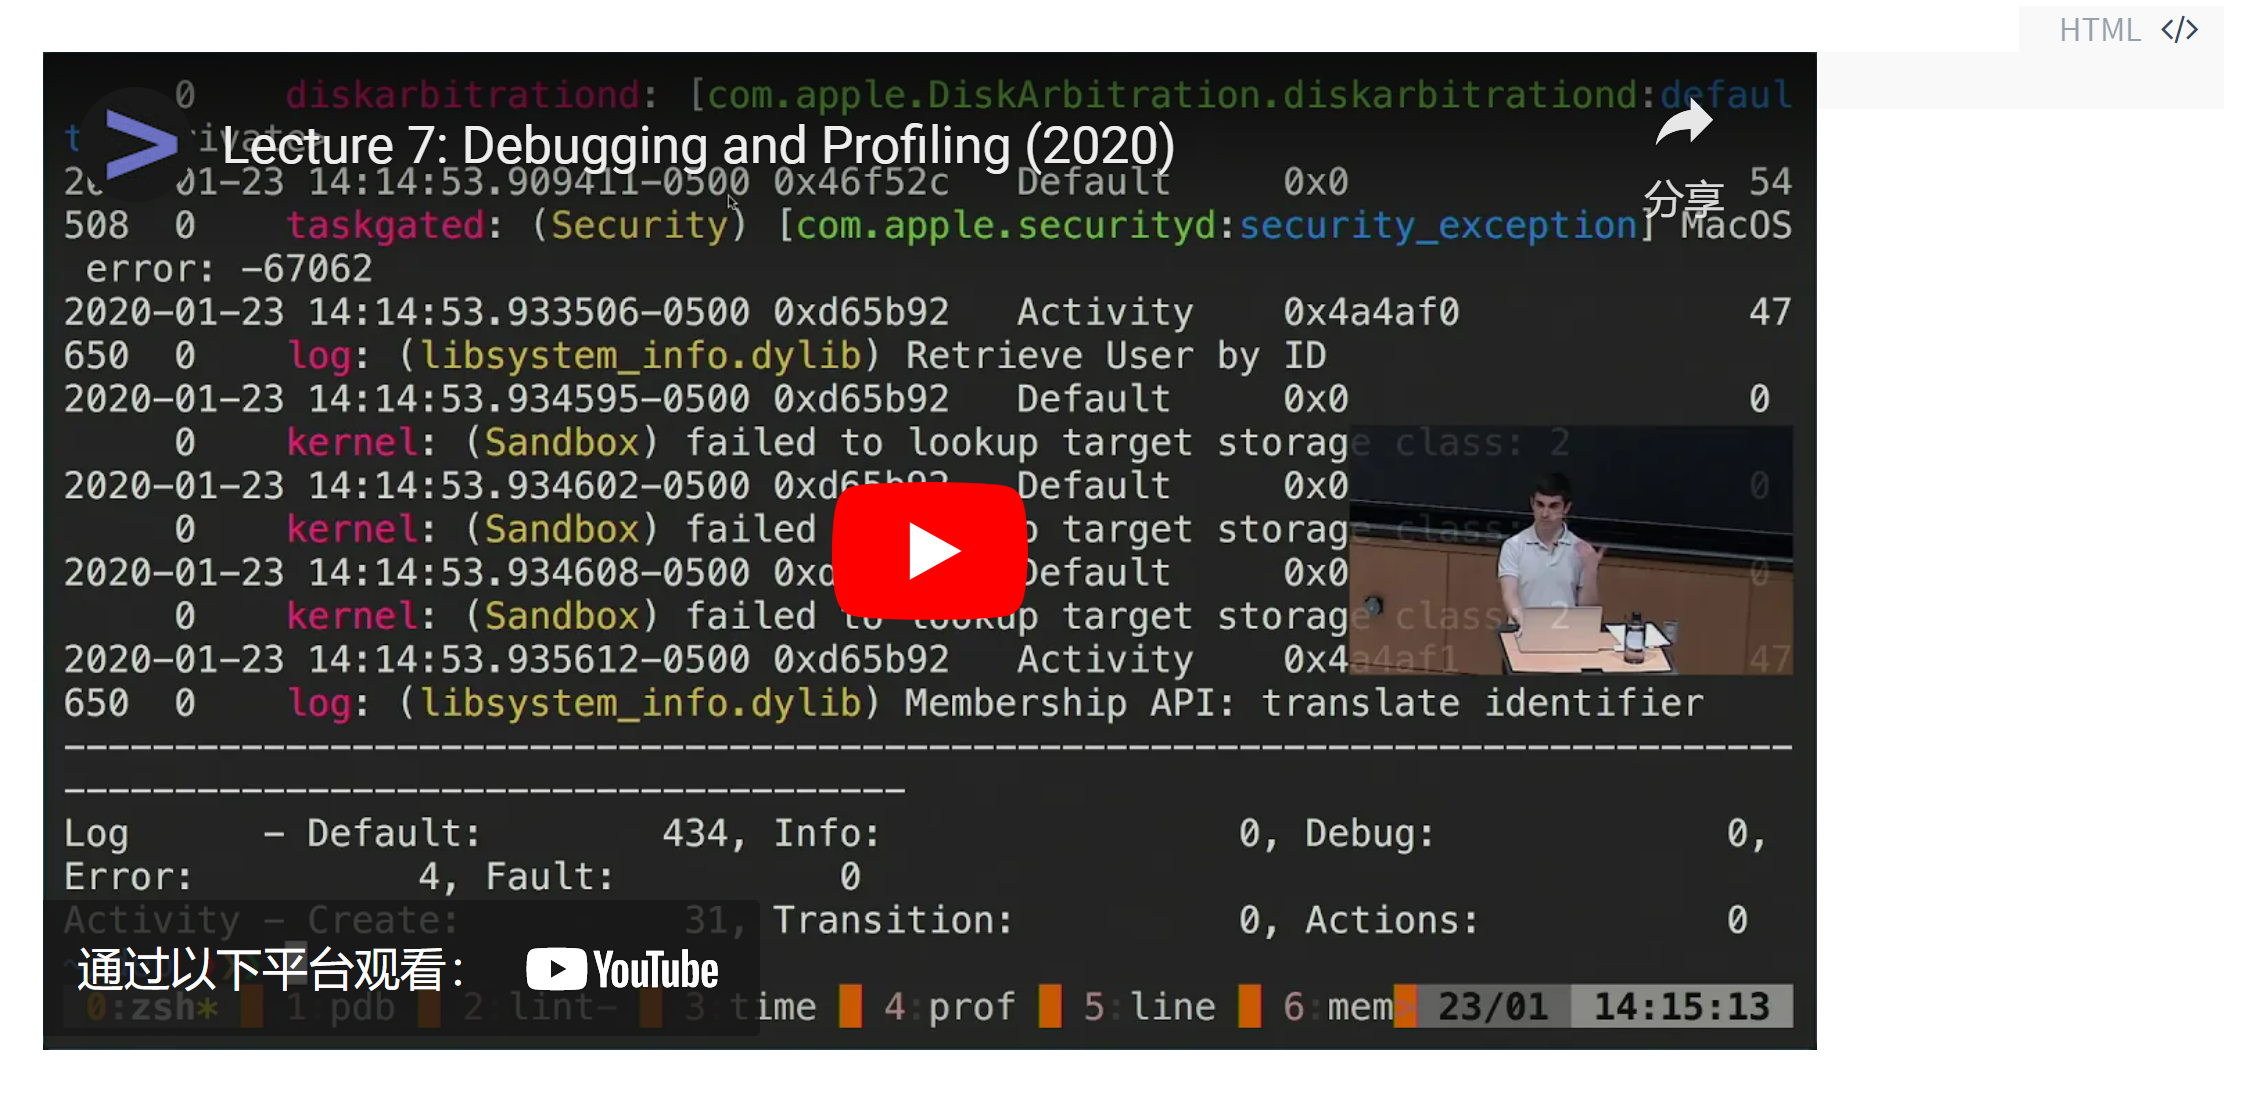 HTML </>
0 diskarbitrationd: [com.apple.DiskArbitration.diskarbitrationd:defaul
t ivate>
Lecture 7: Debugging and Profiling (2020)
01-23 14:14:53.909411-0500 0x46f52c Default 0x0 54
分享
508 0 taskgated: (Security) [com.apple.securityd:security_exception] MacOS
error: -67062
2020-01-23 14:14:53.933506-0500 0xd65b92 Activity 0x4a4af0 47
650 0 log: (libsystem_info.dylib) Retrieve User by ID
2020-01-23 14:14:53.934595-0500 0xd65b92 Default 0x0 0
0 kernel: (Sandbox) failed to lookup target storage class: 2
2020-01-23 14:14:53.934602-0500 0xd65b92 Default 0x0 0
0 kernel: (Sandbox) failed target storage class:
2020-01-23 14:14:53.934608-0500 Default 0x0 0
0 kernel: (Sandbox) failed to lookup target storage class: 2
2020-01-23 14:14:53.935612-0500 0xd65b92 Activity 0x4a4af1 47
650 0 log: (libsystem_info.dylib) Membership API: translate identifier
--------------------------------------------------------------------------------
--------------------------------------
Log - Default: 434, Info: 0, Debug: 0,
Error: 4, Fault: 0
Activity - Create: 31, Transition: 0, Actions: 0
通过以下平台观看： YouTube
0:zsh* 1:pdb 2:lint- 3:time 4:prof 5:line 6:mem> 23/01 14:15:13